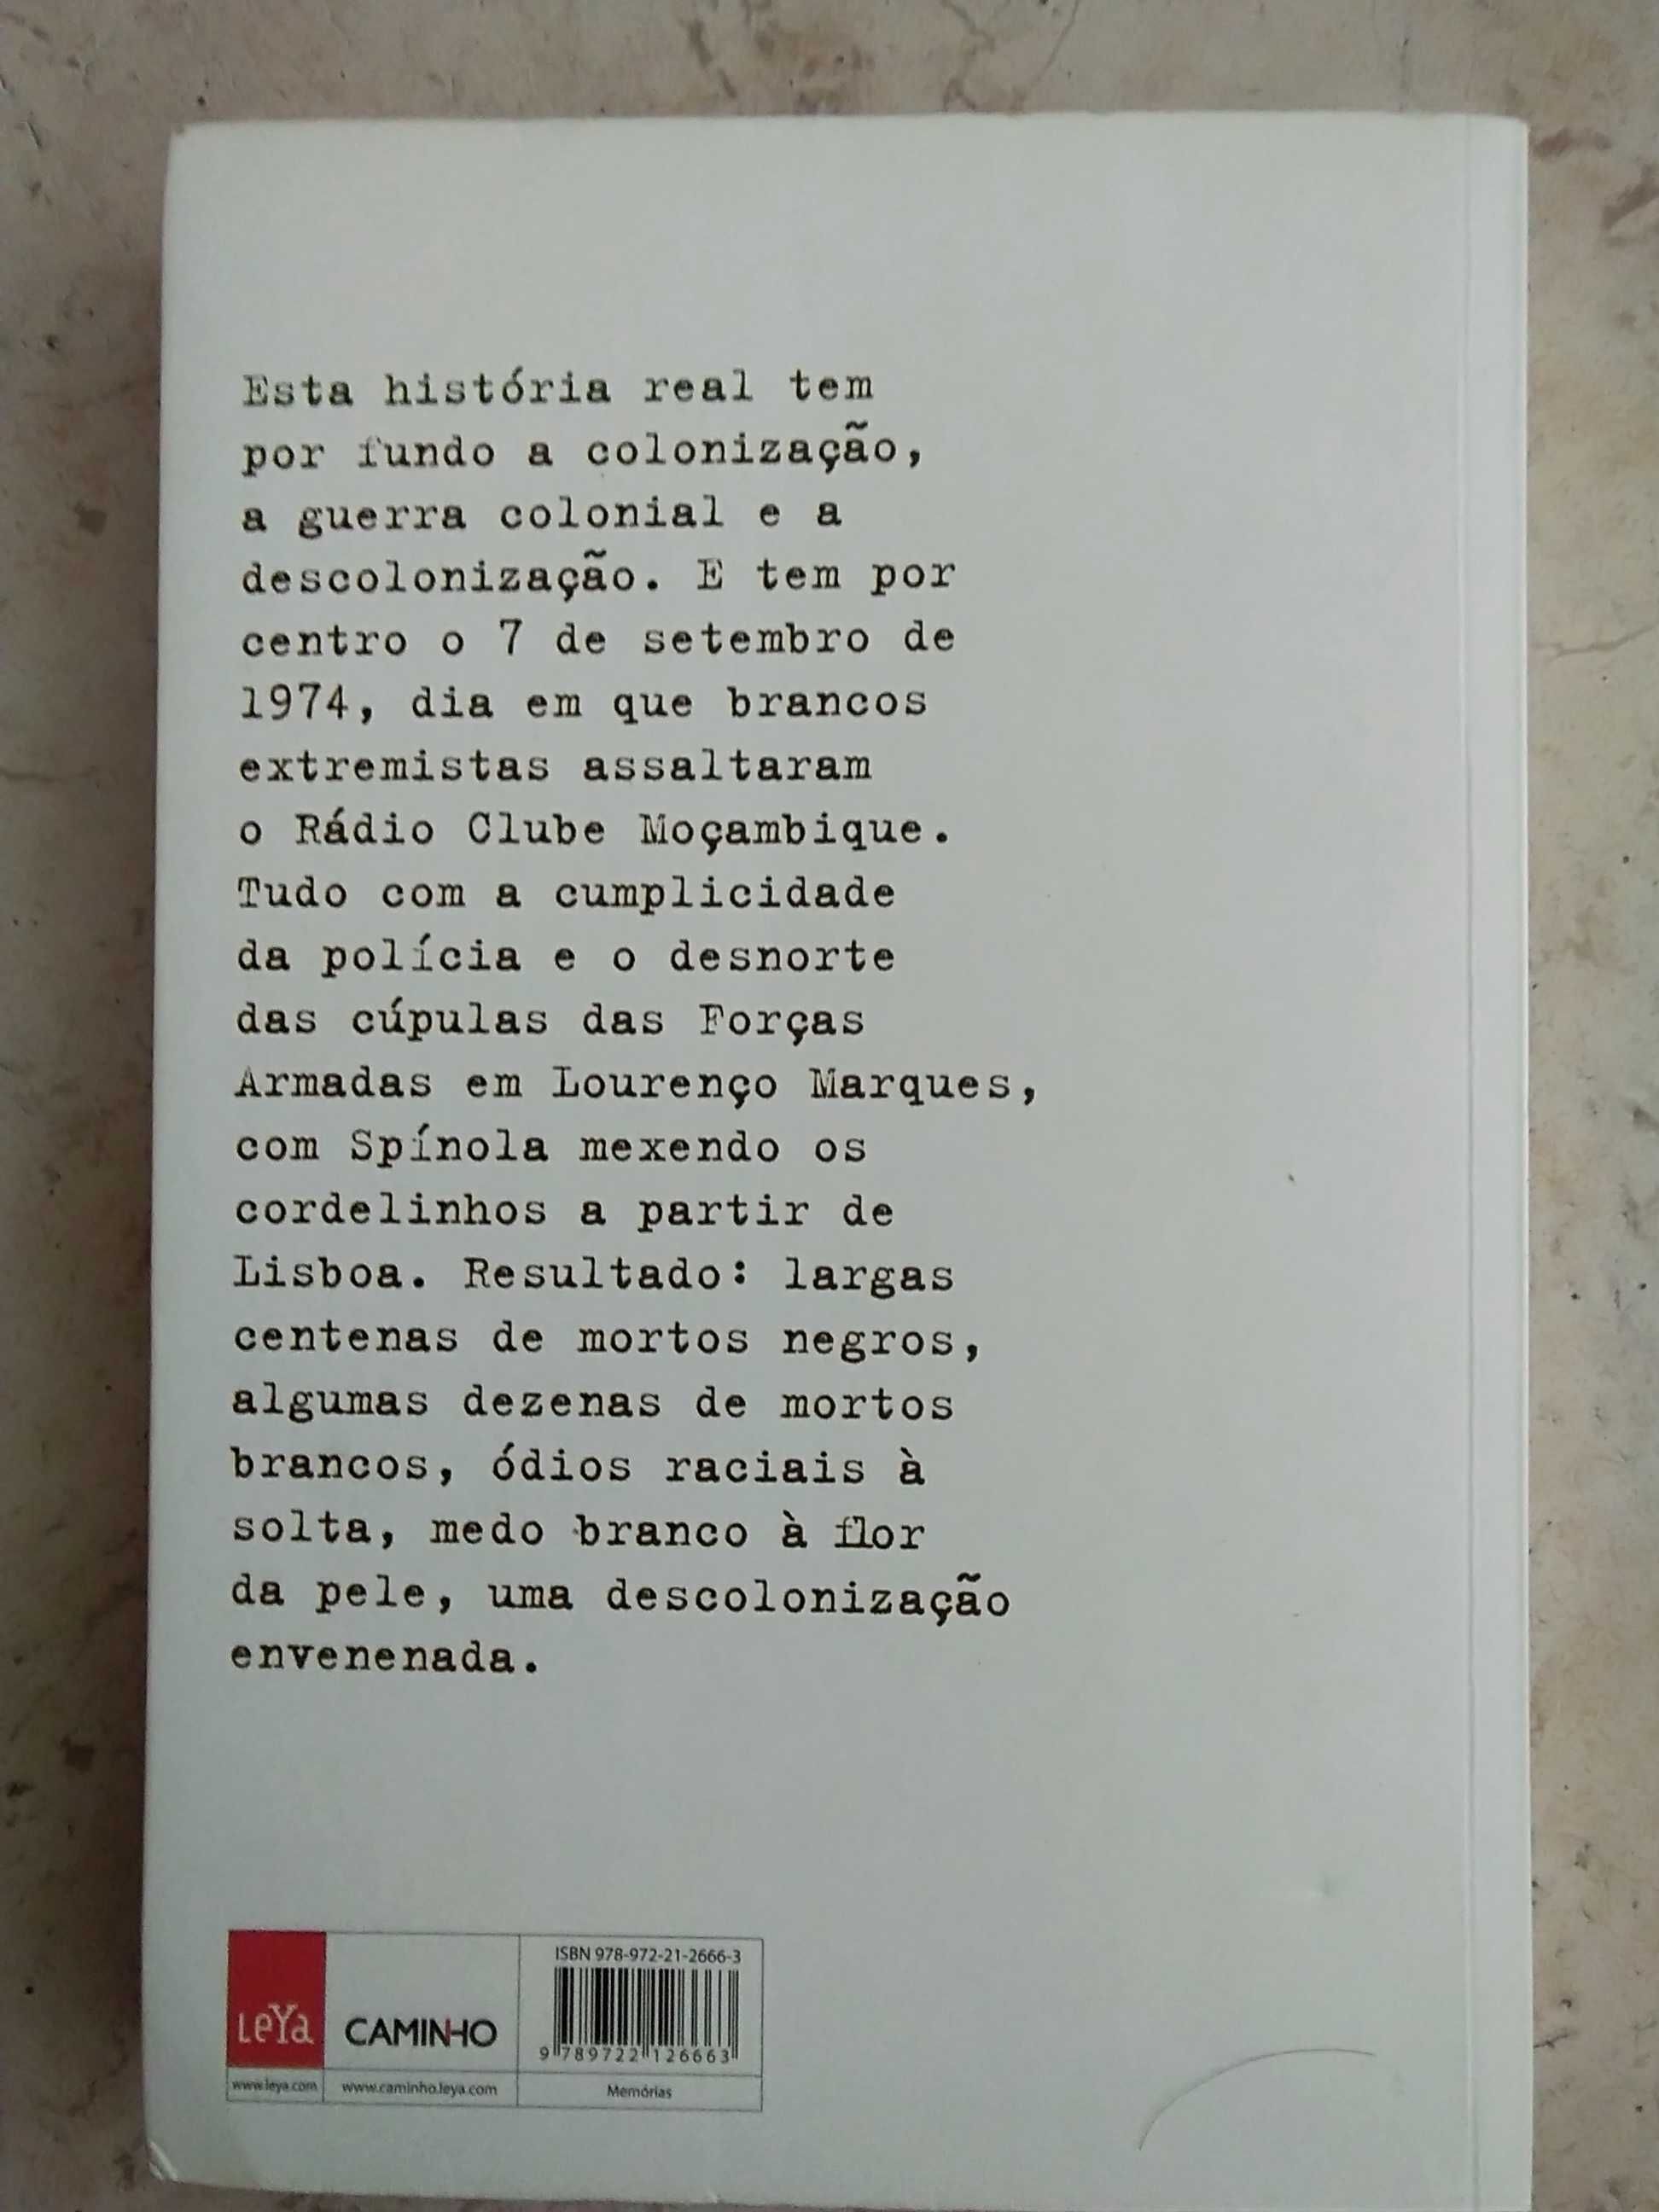 Esta história real tem
por fundo a colonização,
a guerra colonial e a
descolonização. E tem por
centro o 7 de setembro de
1974, dia em que brancos
extremistas assaltaram
o Rádio Clube Moçambique.
Tudo com a cumplicidade
da polícia e o desnorte
das cúpulas das Forças
Armadas em Lourenço Marques,
com Spínola mexendo os
cordelinhos a partir de
Lisboa. Resultado: largas
centenas de mortos negros,
algumas dezenas de mortos
brancos, ódios raciais à
solta, medo branco à flor
da pele, uma descolonização
envenenada.
LeYa
CAMINHO
ISBN 978-972-21-2666-3
9 789722 126663
www.leya.com
www.caminho.leya.com
Memórias